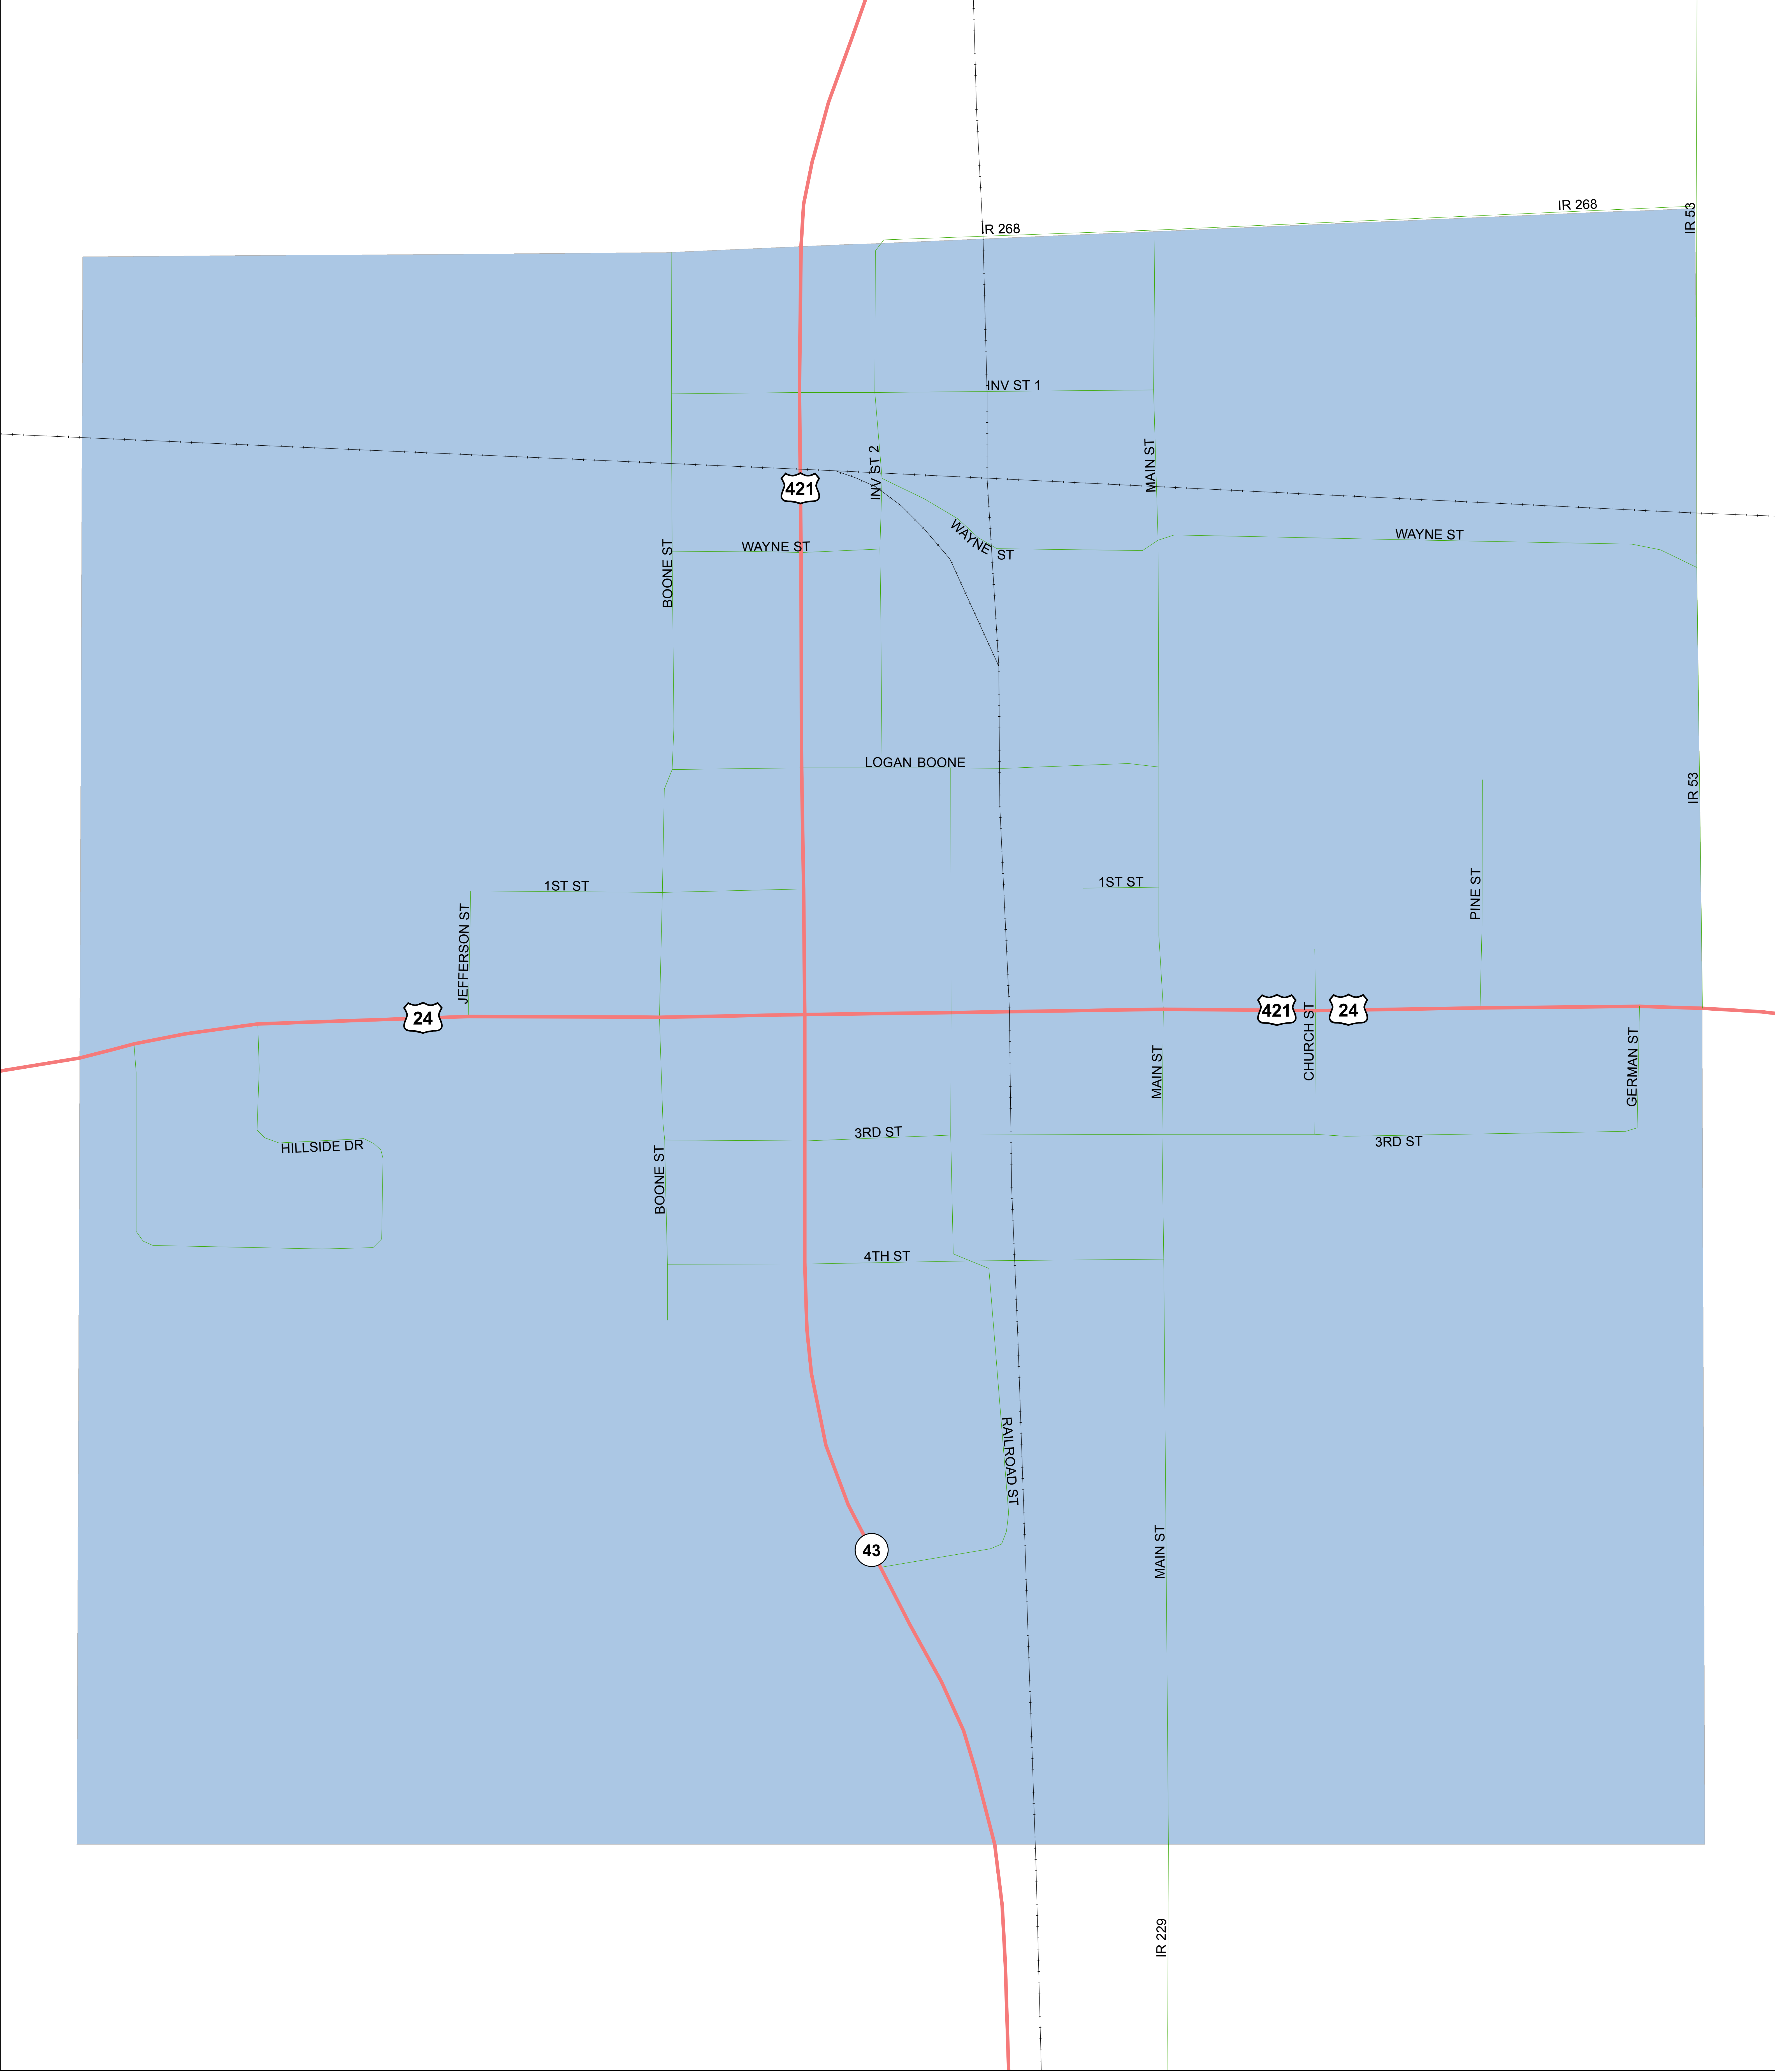 IR 268
IR 53
IR 268
INV ST 1
INV ST 2
MAIN ST
421
WAYNE ST
WAYNE ST
WAYNE ST
BOONE ST
LOGAN BOONE
IR 53
1ST ST
1ST ST
PINE ST
JEFFERSON ST
24
421
24
CHURCH ST
MAIN ST
GERMAN ST
3RD ST
3RD ST
HILLSIDE DR
BOONE ST
4TH ST
RAILROAD ST
43
MAIN ST
IR 229